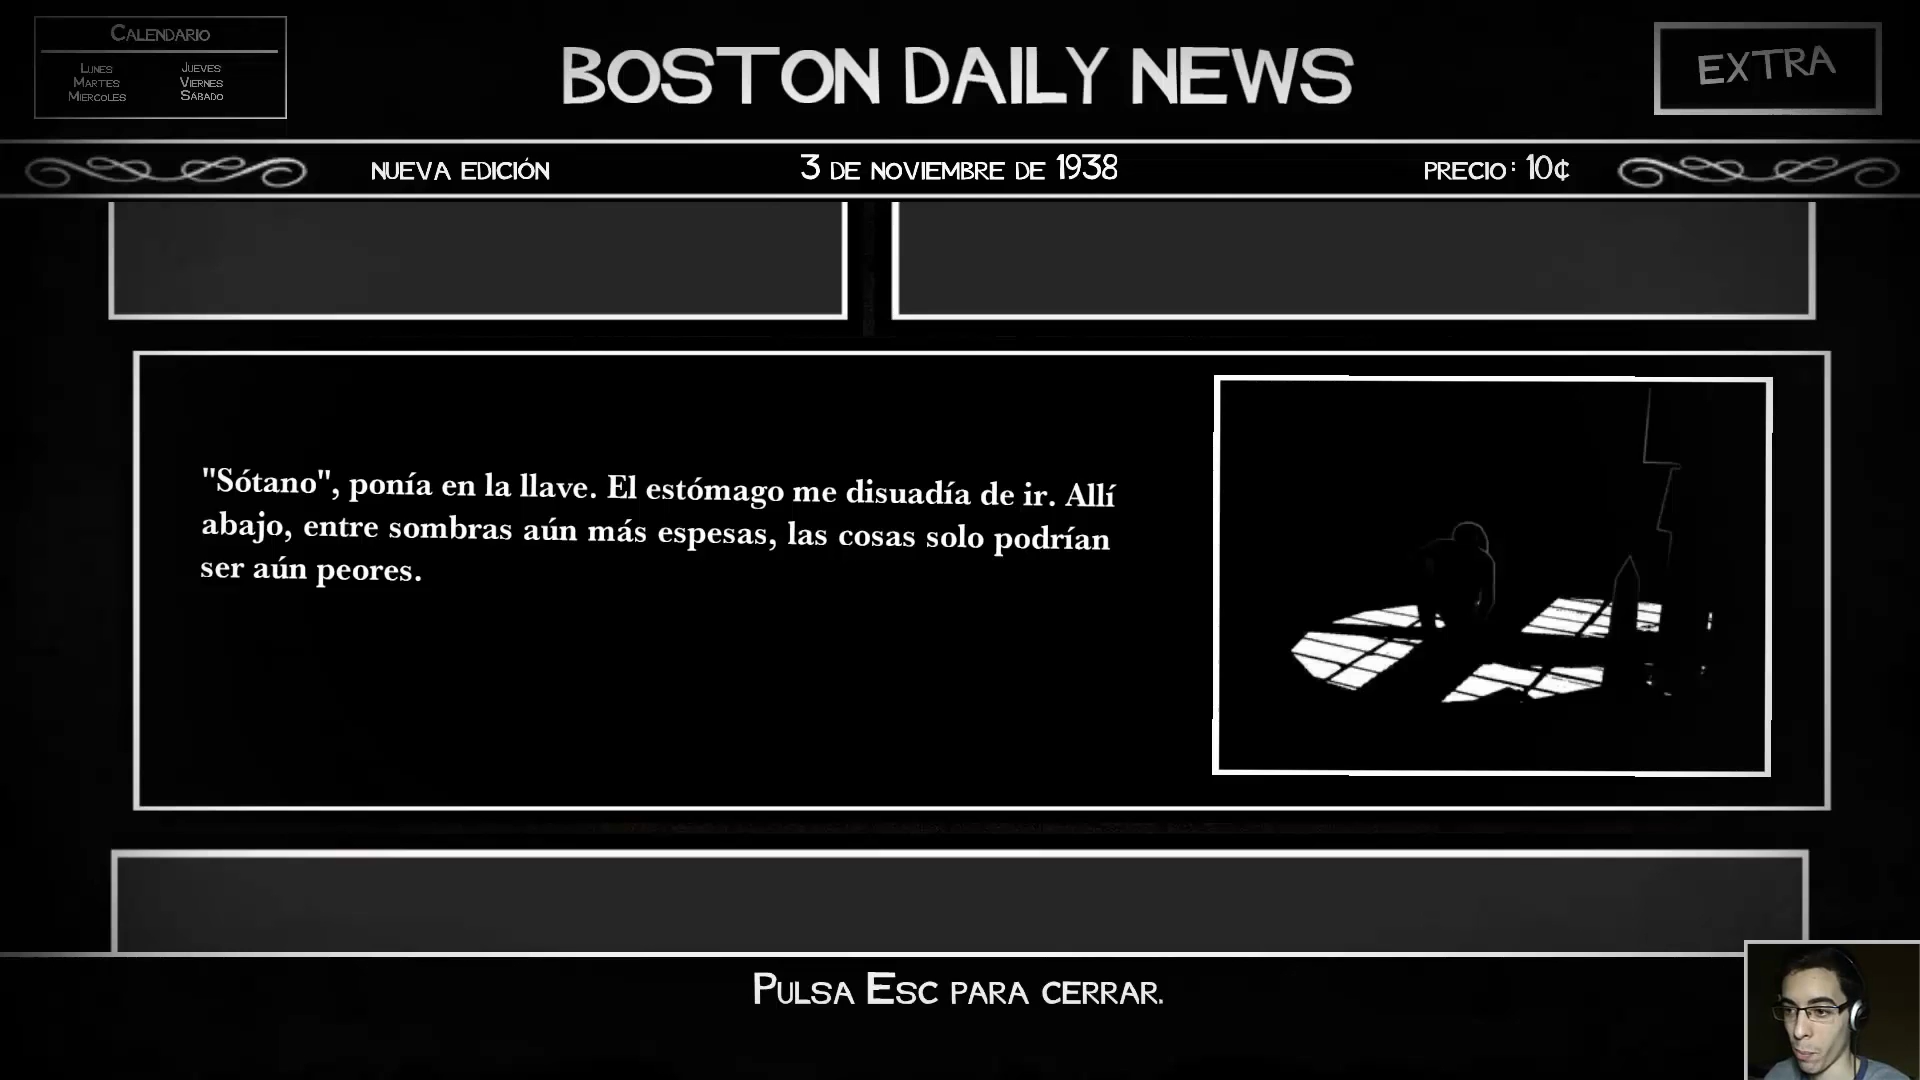 CALENDARIO
LUNES
MARTES
MIERCOLES
JUEVES
VIERNES
SÁBADO
BOSTON DAILY NEWS
EXTRA
NUEVA EDICIÓN
3 DE NOVIEMBRE DE 1938
PRECIO: 10¢
"Sótano", ponía en la llave. El estómago me disuadía de ir. Allí
abajo, entre sombras aún más espesas, las cosas solo podrían
ser aún peores.
PULSA ESC PARA CERRAR.